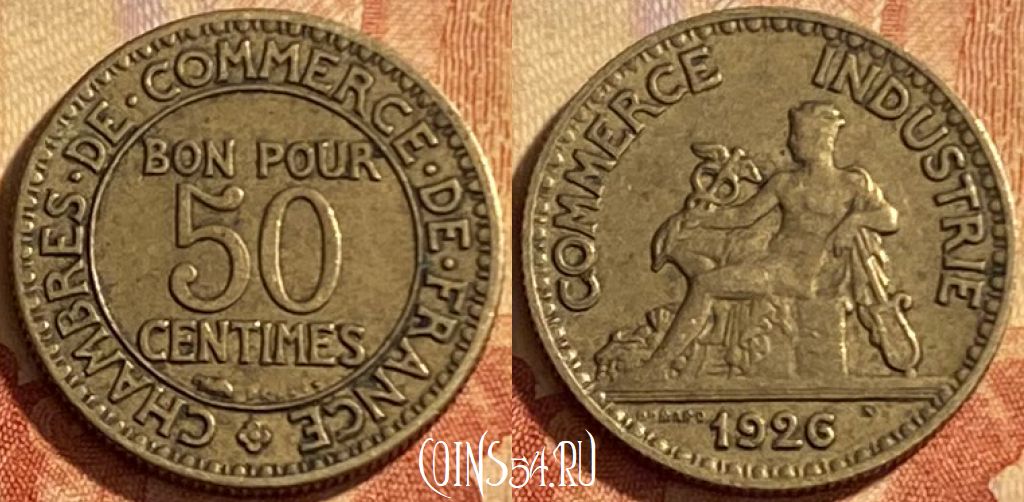 CHAMBRES · DE · COMMERCE · DE · FRANCE
BON POUR
50
CENTIMES
COMMERCE INDUSTRIE
1926
COINS54.RU